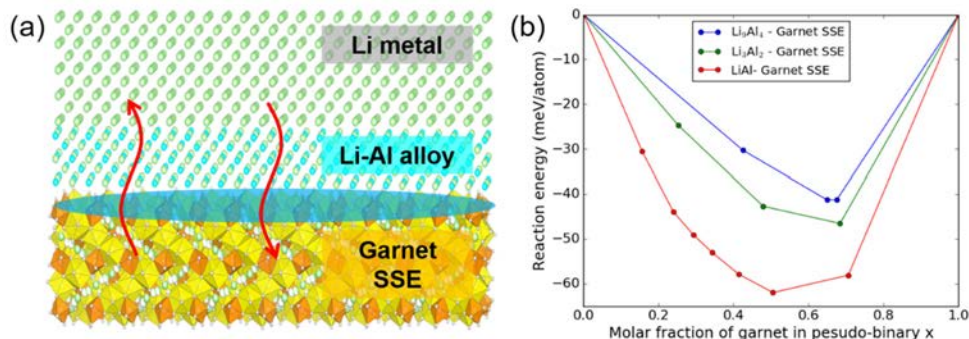 (a)
Li metal
Li-Al alloy
Garnet
SSE
(b)
Li₉Al₄ - Garnet SSE
Li₃Al₂ - Garnet SSE
LiAl- Garnet SSE
Reaction energy (meV/atom)
0
−10
−20
−30
−40
−50
−60
0.0 0.2 0.4 0.6 0.8 1.0
Molar fraction of garnet in pesudo-binary x